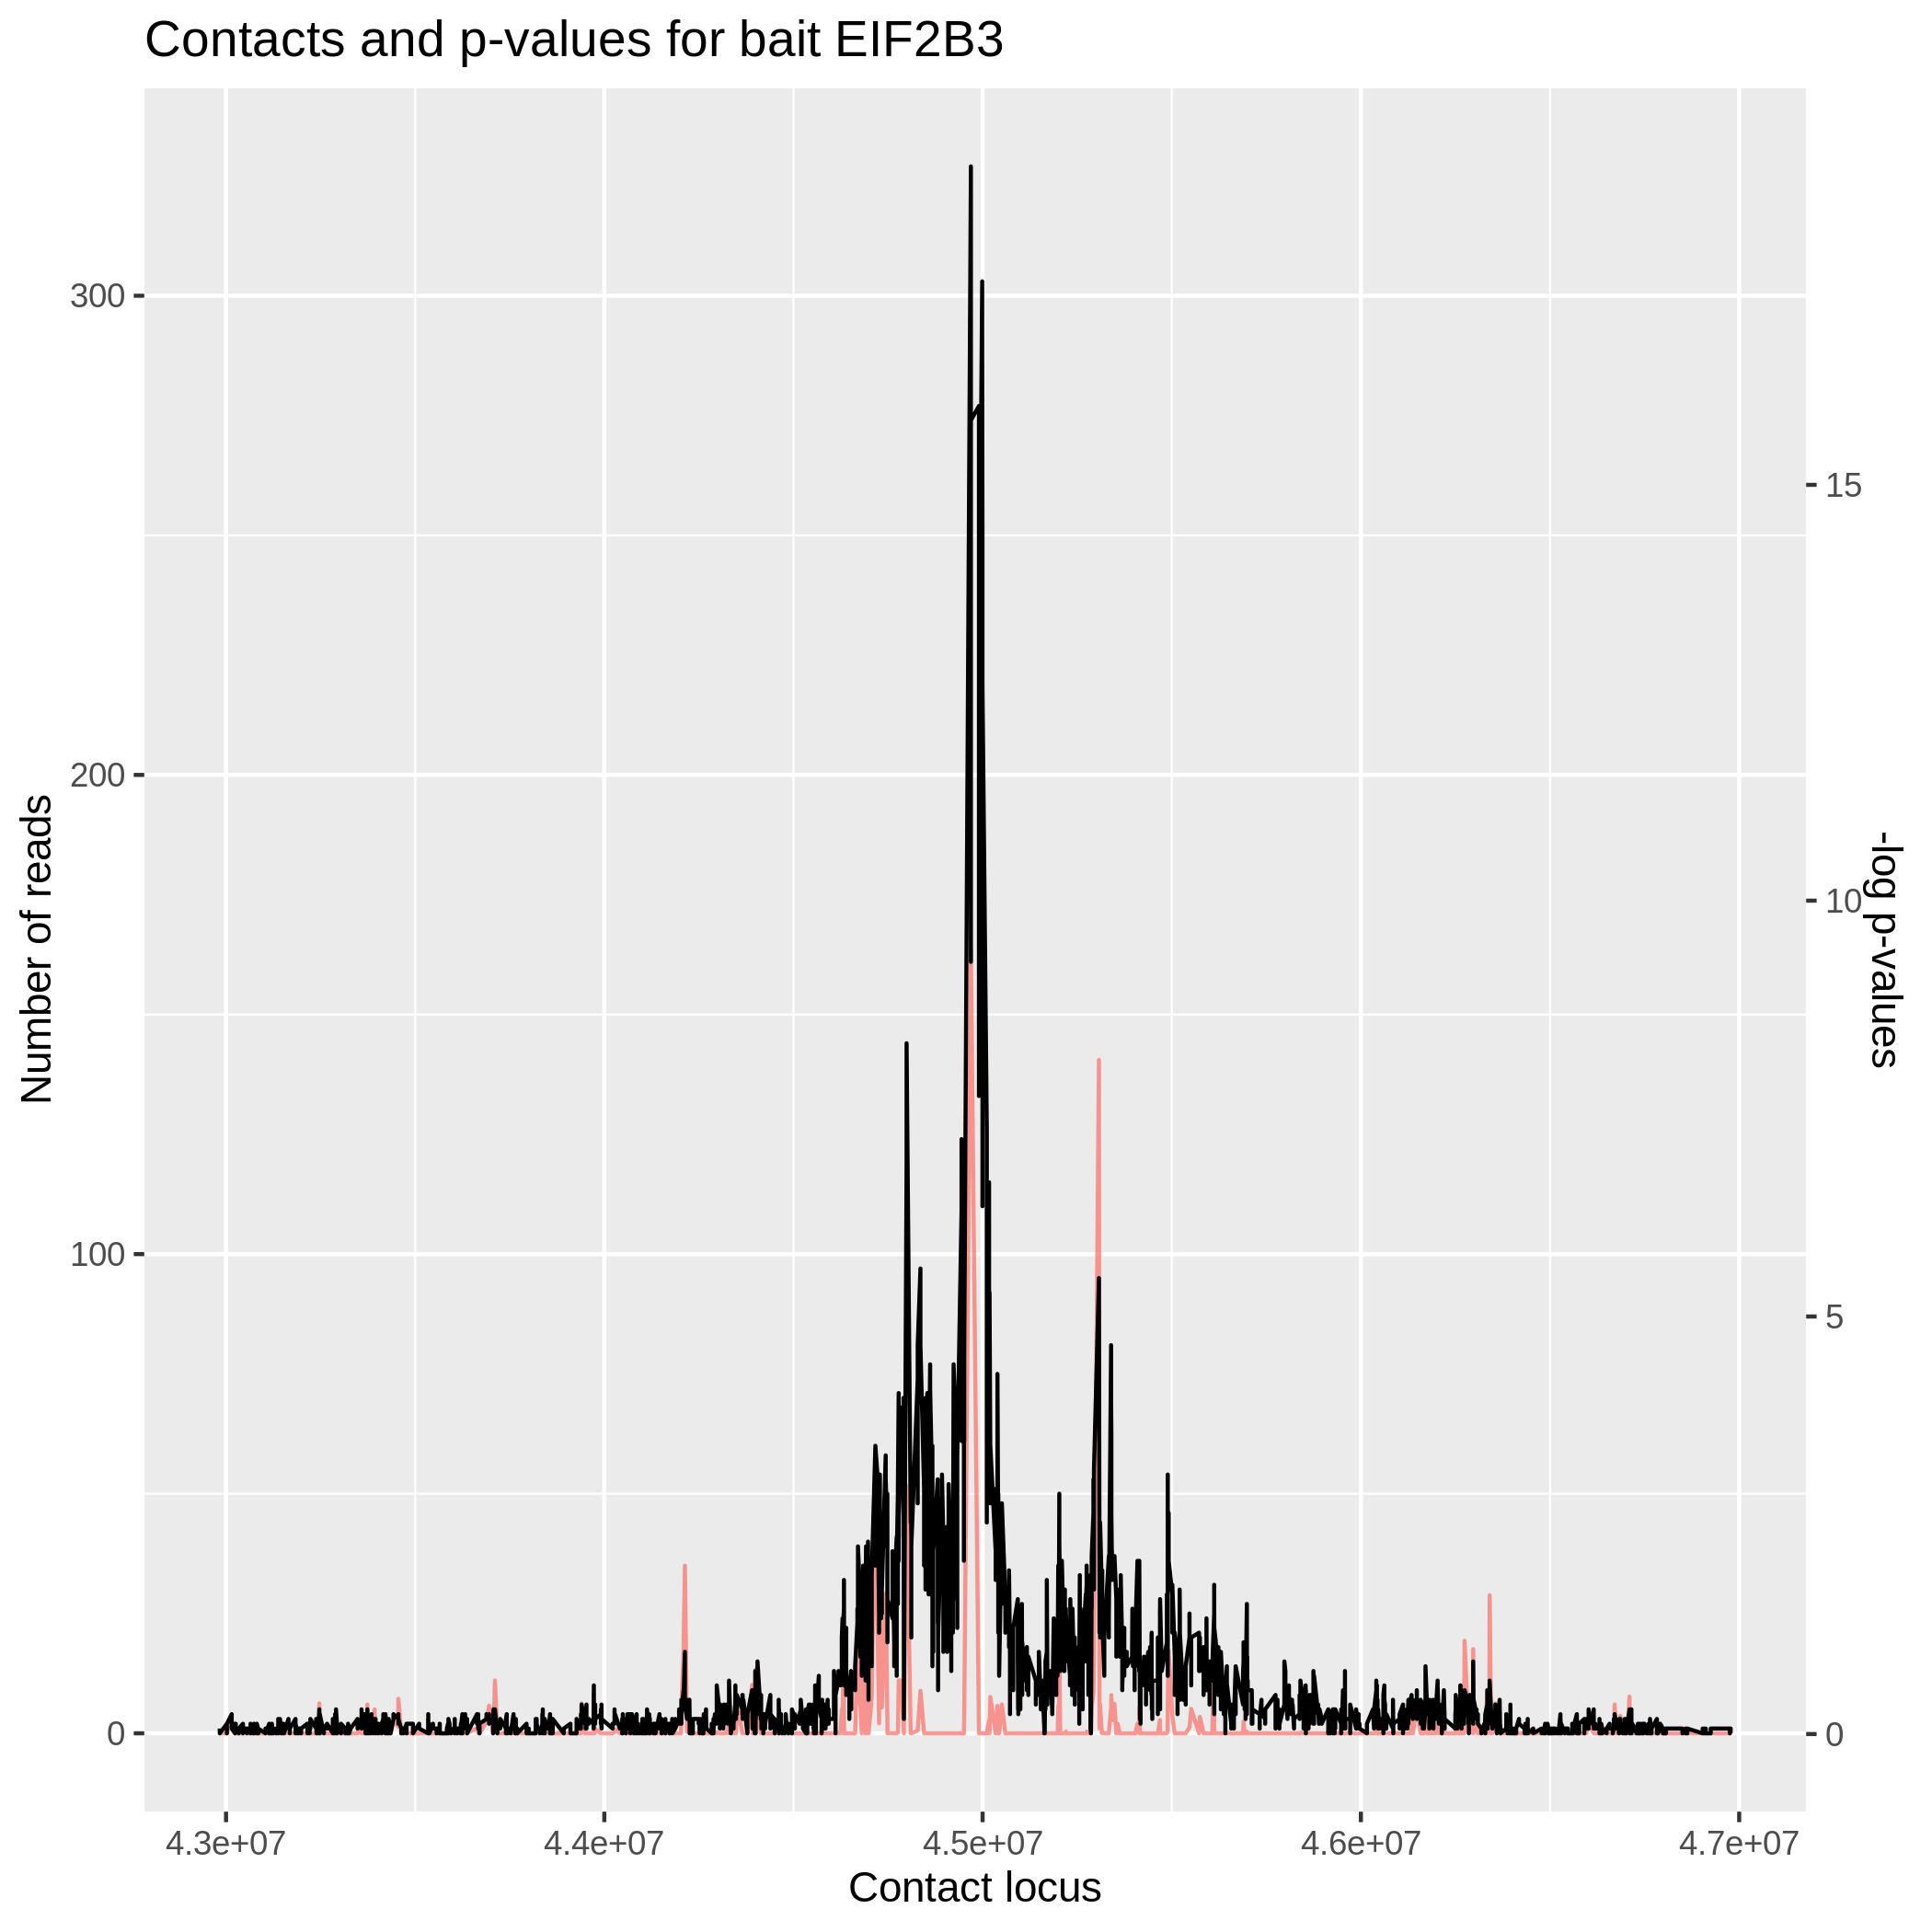 Contacts and p-values for bait EIF2B3
Number of reads
300
200
100
0
15
10
5
0
-log p-values
4.3e+07
4.4e+07
4.5e+07
4.6e+07
4.7e+07
Contact locus